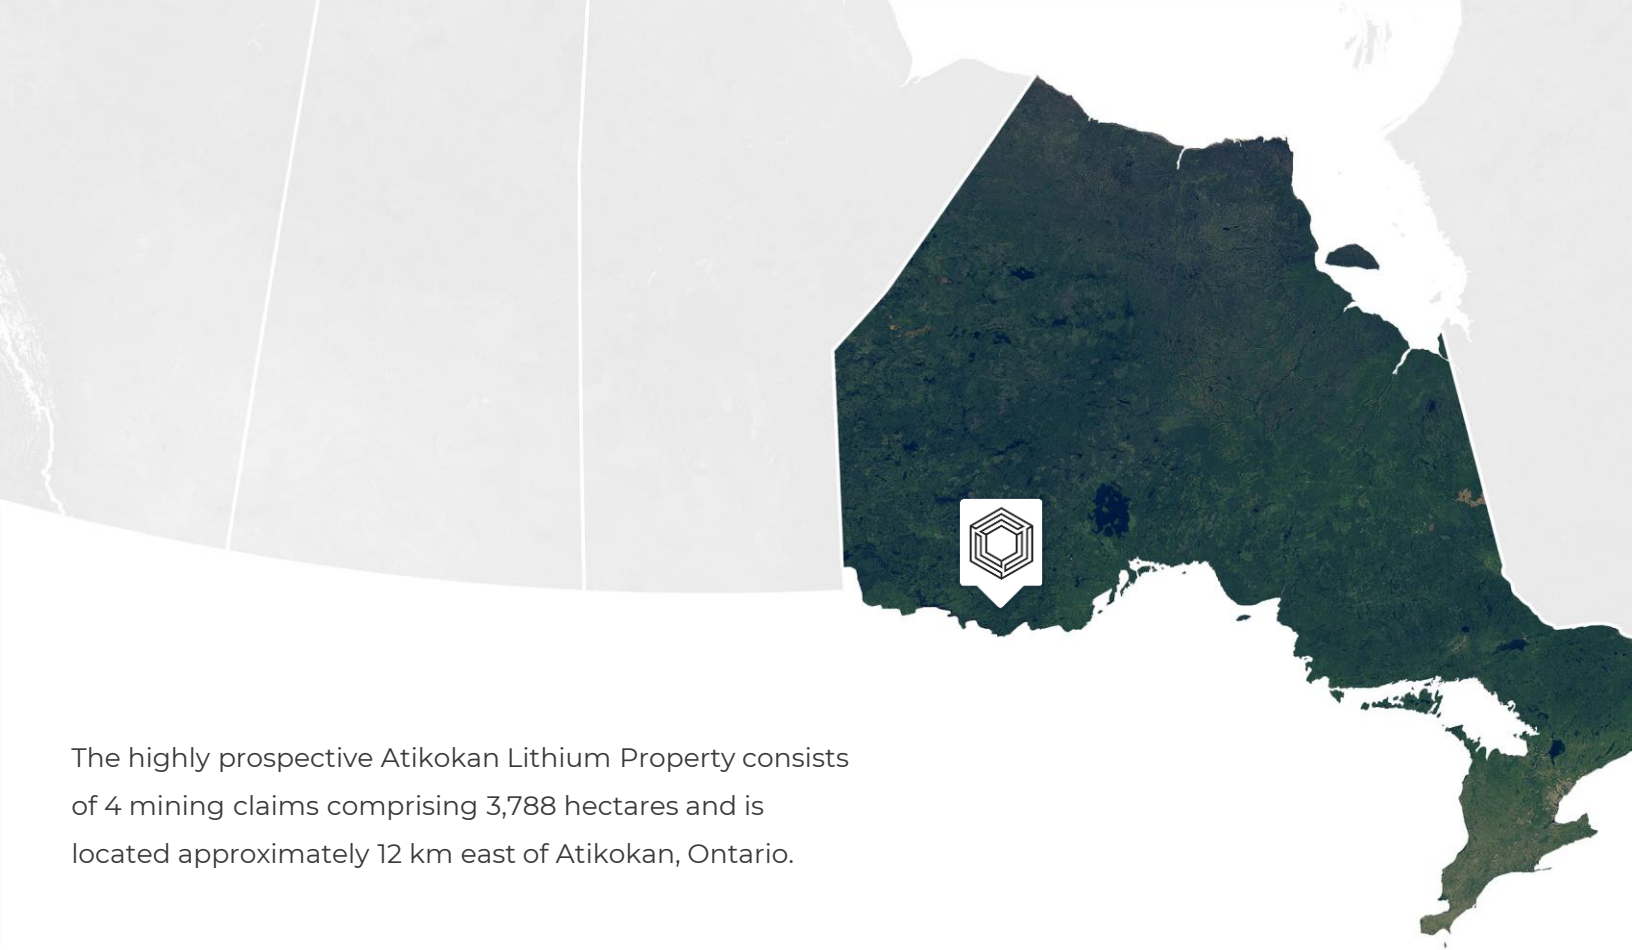 The highly prospective Atikokan Lithium Property consists
of 4 mining claims comprising 3,788 hectares and is
located approximately 12 km east of Atikokan, Ontario.